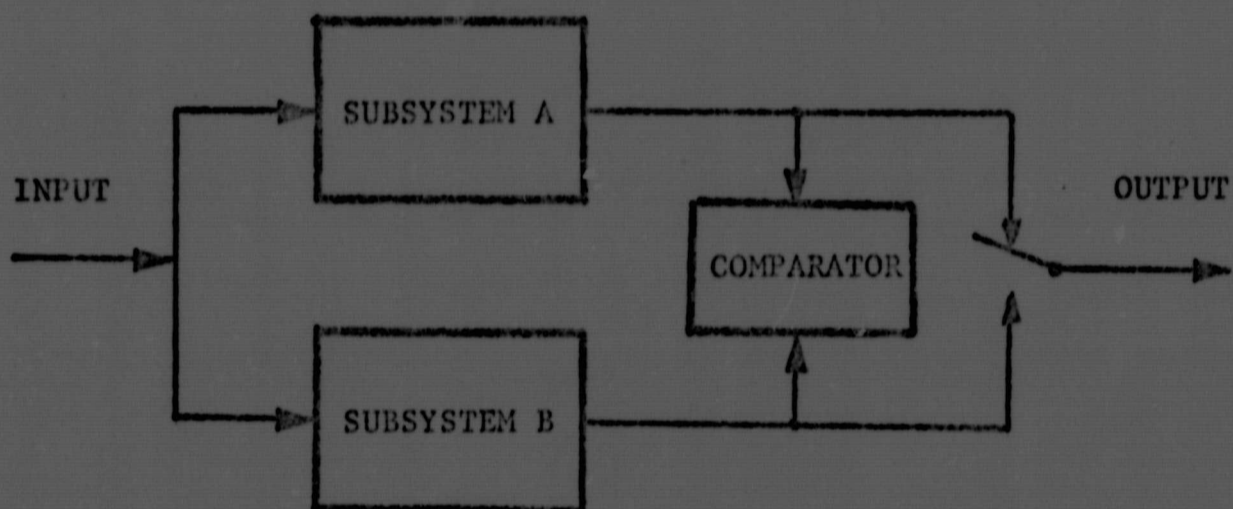 SUBSYSTEM A
INPUT
OUTPUT
COMPARATOR
SUBSYSTEM B